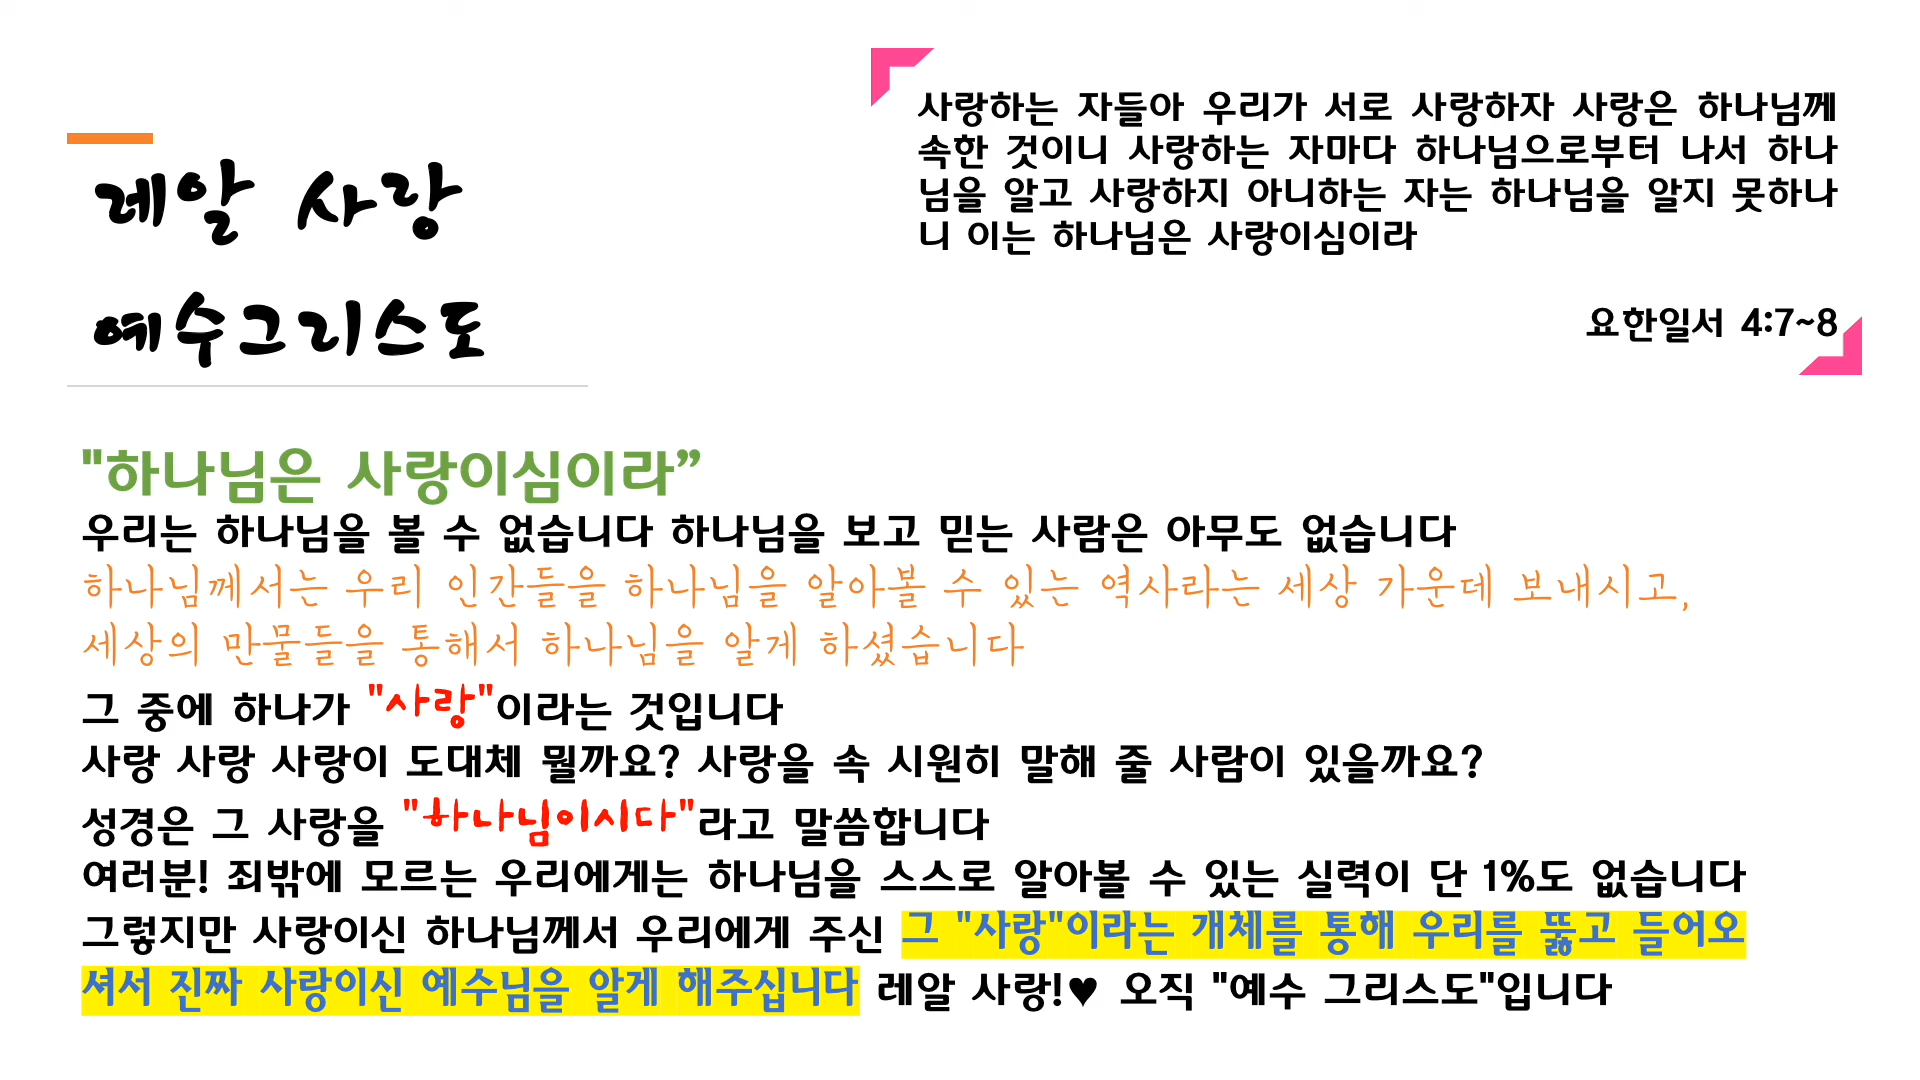 레알 사랑
예수그리스도
사랑하는 자들아 우리가 서로 사랑하자 사랑은 하나님께
속한 것이니 사랑하는 자마다 하나님으로부터 나서 하나
님을 알고 사랑하지 아니하는 자는 하나님을 알지 못하나
니 이는 하나님은 사랑이심이라
요한일서 4:7~8
"하나님은 사랑이심이라”
우리는 하나님을 볼 수 없습니다 하나님을 보고 믿는 사람은 아무도 없습니다
하나님께서는 우리 인간들을 하나님을 알아볼 수 있는 역사라는 세상 가운데 보내시고,
세상의 만물들을 통해서 하나님을 알게 하셨습니다
그 중에 하나가 "사랑"이라는 것입니다
사랑 사랑 사랑이 도대체 뭘까요? 사랑을 속 시원히 말해 줄 사람이 있을까요?
성경은 그 사랑을 "하나님이시다"라고 말씀합니다
여러분! 죄밖에 모르는 우리에게는 하나님을 스스로 알아볼 수 있는 실력이 단 1%도 없습니다
그렇지만 사랑이신 하나님께서 우리에게 주신 그 "사랑"이라는 개체를 통해 우리를 뚫고 들어오
셔서 진짜 사랑이신 예수님을 알게 해주십니다 레알 사랑!♥ 오직 "예수 그리스도"입니다